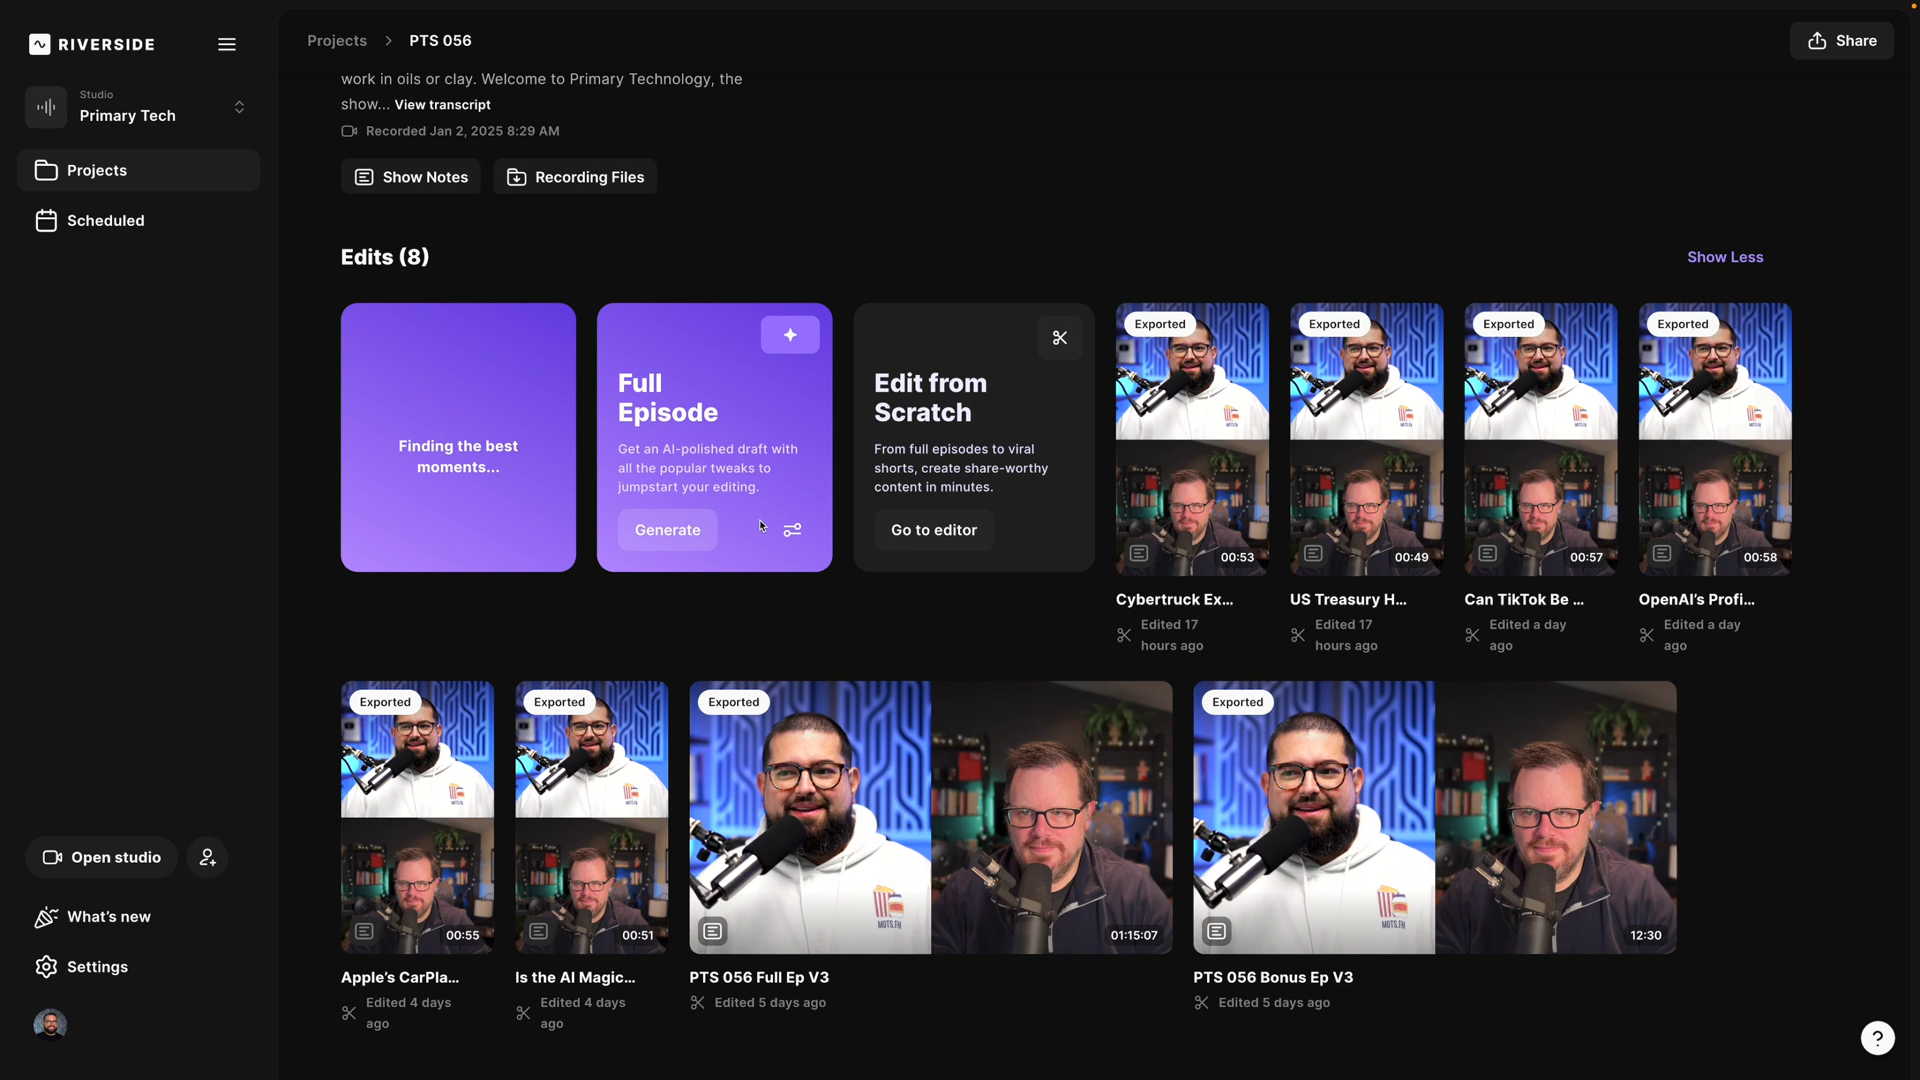 RIVERSIDE
Studio
Primary Tech
Projects
Scheduled
Open studio
What's new
Settings
Projects > PTS 056
Share
work in oils or clay. Welcome to Primary Technology, the
show... View transcript
Recorded Jan 2, 2025 8:29 AM
Show Notes
Recording Files
Edits (8)
Show Less
Finding the best
moments...
Full
Episode
Get an AI-polished draft with
all the popular tweaks to
jumpstart your editing.
Generate
Edit from
Scratch
From full episodes to viral
shorts, create share-worthy
content in minutes.
Go to editor
Exported
00:53
Cybertruck Ex...
Edited 17
hours ago
Exported
00:49
US Treasury H...
Edited 17
hours ago
Exported
00:57
Can TikTok Be ...
Edited a day
ago
Exported
00:58
OpenAI's Profi...
Edited a day
ago
Exported
00:55
Apple's CarPla...
Edited 4 days
ago
Exported
00:51
Is the AI Magic...
Edited 4 days
ago
Exported
MOTS.FM
01:15:07
PTS 056 Full Ep V3
Edited 5 days ago
Exported
MOTS.FM
12:30
PTS 056 Bonus Ep V3
Edited 5 days ago
?